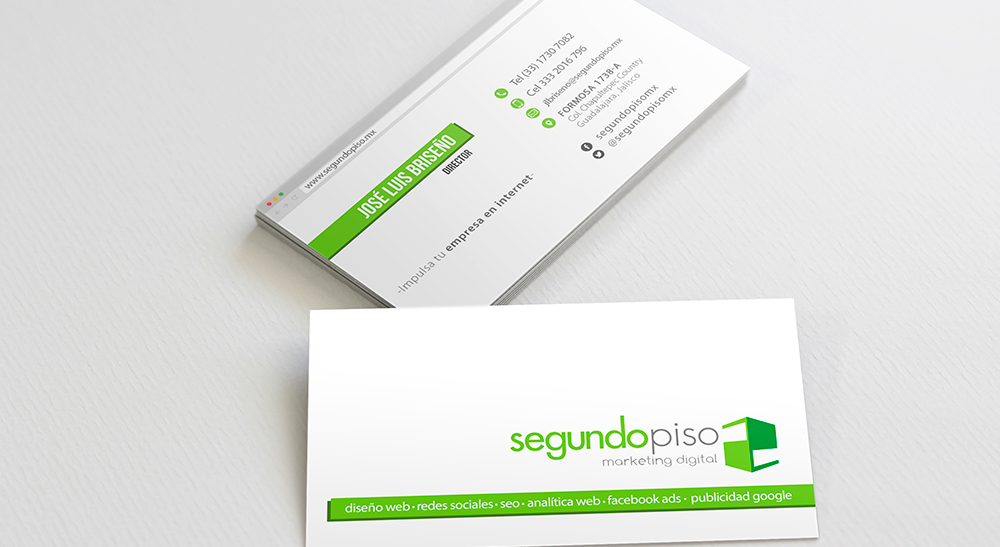 www.segundopiso.mx
JOSÉ LUIS BRISEÑO
DIRECTOR
-Impulsa tu empresa en internet-
Tel (33) 1730 7082
Cel 333 2016 796
jlbriseno@segundopiso.mx
FORMOSA 1738-A
Col. Chapultepec Country
Guadalajara, Jalisco
segundopisomx
@segundopisomx
segundopiso
marketing digital
diseño web · redes sociales · seo · analítica web · facebook ads · publicidad google